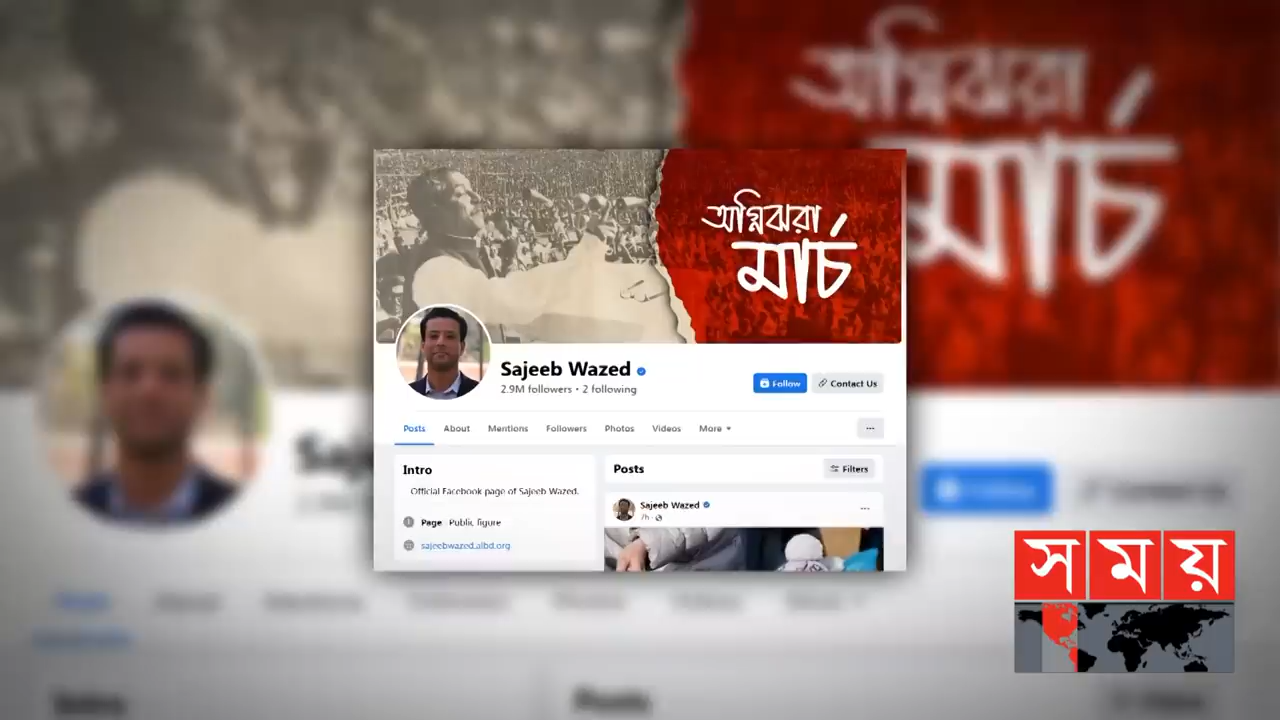 অগ্নিঝরা
মার্চ
Sajeeb Wazed
2.9M followers • 2 following
Follow
Contact Us
Posts
About
Mentions
Followers
Photos
Videos
More
Intro
Official Facebook page of Sajeeb Wazed.
Page · Public figure
sajeebwazed.albd.org
Posts
Filters
Sajeeb Wazed
7h
সময়